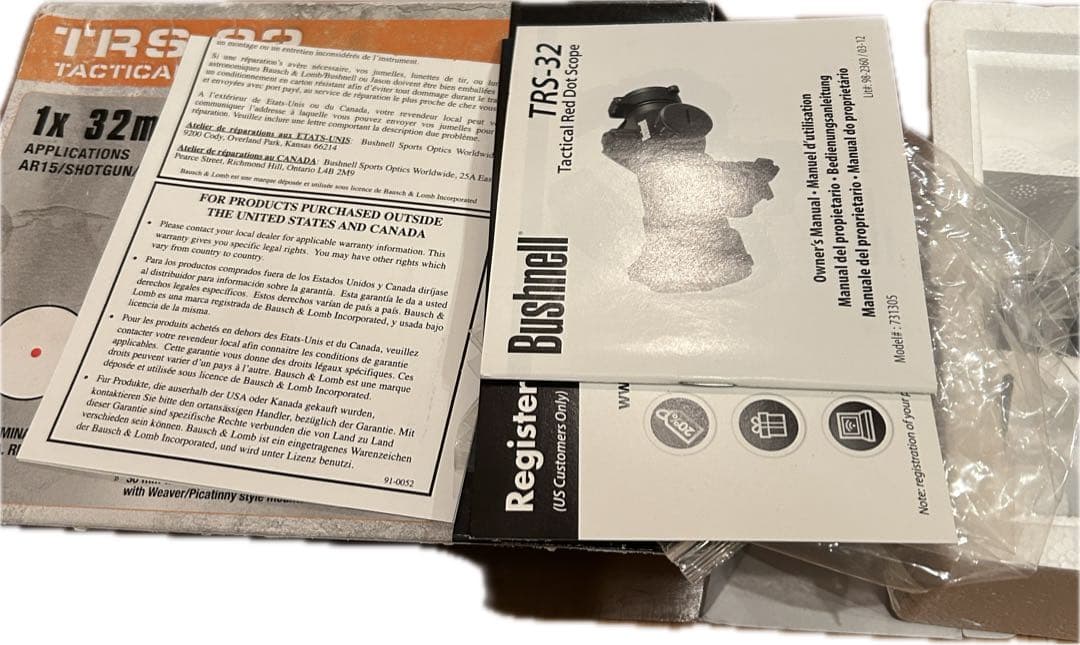 TRS-32
TACTICA
1x 32m
APPLICATIONS
AR15/SHOTGUN/
with Weaver/Picatinny style
un montage ou un entretien inconsidérés de l'instrument.
Si une réparation's avère nécessaire, vos jumelles, lunettes de tir, ou
astronomiques Bausch & Lomb/Bushnell ou Jason doivent être bien emballées
un conditionnement en carton résistant afin d'éviter tout dommage durant le
et envoyées avec port payé, au service de réparation le plus proche de chez vous
A l'extérieur de Etats-Unis ou du Canada, votre revendeur local peut
communiquer l'addresse à laquelle vous pouvez envoyer vos jumelles pour
réparation. Veuillez inclure une lettre comportant la description due problème.
Atelier de réparations aux ETATS-UNIS: Bushnell Sports Optics Worldwi
9200 Cody, Overland Park, Kansas 66214
Atelier de réparations au CANADA: Bushnell Sports Optics Worldwide, 25A Eas
Pearce Street, Richmond Hill, Ontario L4B 2M9
Bausch & Lomb est une marque déposée et utilisée sous licence de Bausch & Lomb Incorporated
FOR PRODUCTS PURCHASED OUTSIDE
THE UNITED STATES AND CANADA
• Please contact your local dealer for applicable warranty information. This
warranty gives you specific legal rights. You may have other rights which
vary from country to country.
• Para los productos comprados fuera de los Estados Unidos y Canada diríjase
al distribuidor para información sobre la garantía. Esta garantía le da a usted
derechos legales específicos. Estos derechos varían de país a país. Bausch &
Lomb es una marca registrada de Bausch & Lomb Incorporated, y usada bajo
licencia de la misma.
• Pour les produits achetés en dehors des Etats-Unis et du Canada, veuillez
contacter votre revendeur local afin connaitre les conditions de garantie
applicables. Cette garantie vous donne des droits légaux spécifiques. Ces
droits peuvent varier d'un pays à l'autre. Bausch & Lomb est une marque
déposée et utilisée sous licence de Bausch & Lomb Incorporated.
• Fur Produkte, die auserhalb der USA oder Kanada gekauft wurden,
kontaktieren Sie bitte den ortansässigen Handler, bezüglich der Garantie. Mit
dieser Garantie sind spezifische Rechte verbunden die von Land zu Land
verschieden sein können. Bausch & Lomb ist ein eingetragenes Warenzeichen
der Bausch & Lomb Incorporated, und wird unter Lizenz benutzi.
91-0052
Bushnell
TRS-32
Tactical Red Dot Scope
Owner's Manual • Manuel d'utilisation
Manual del propietario • Bedienungsanleitung
Manuale del proprietario • Manual do proprietário
Model#: 731305
Lit#: 98-2360 / 03-12
Register
(US Customers Only)
ww
20%
Note: registration of your